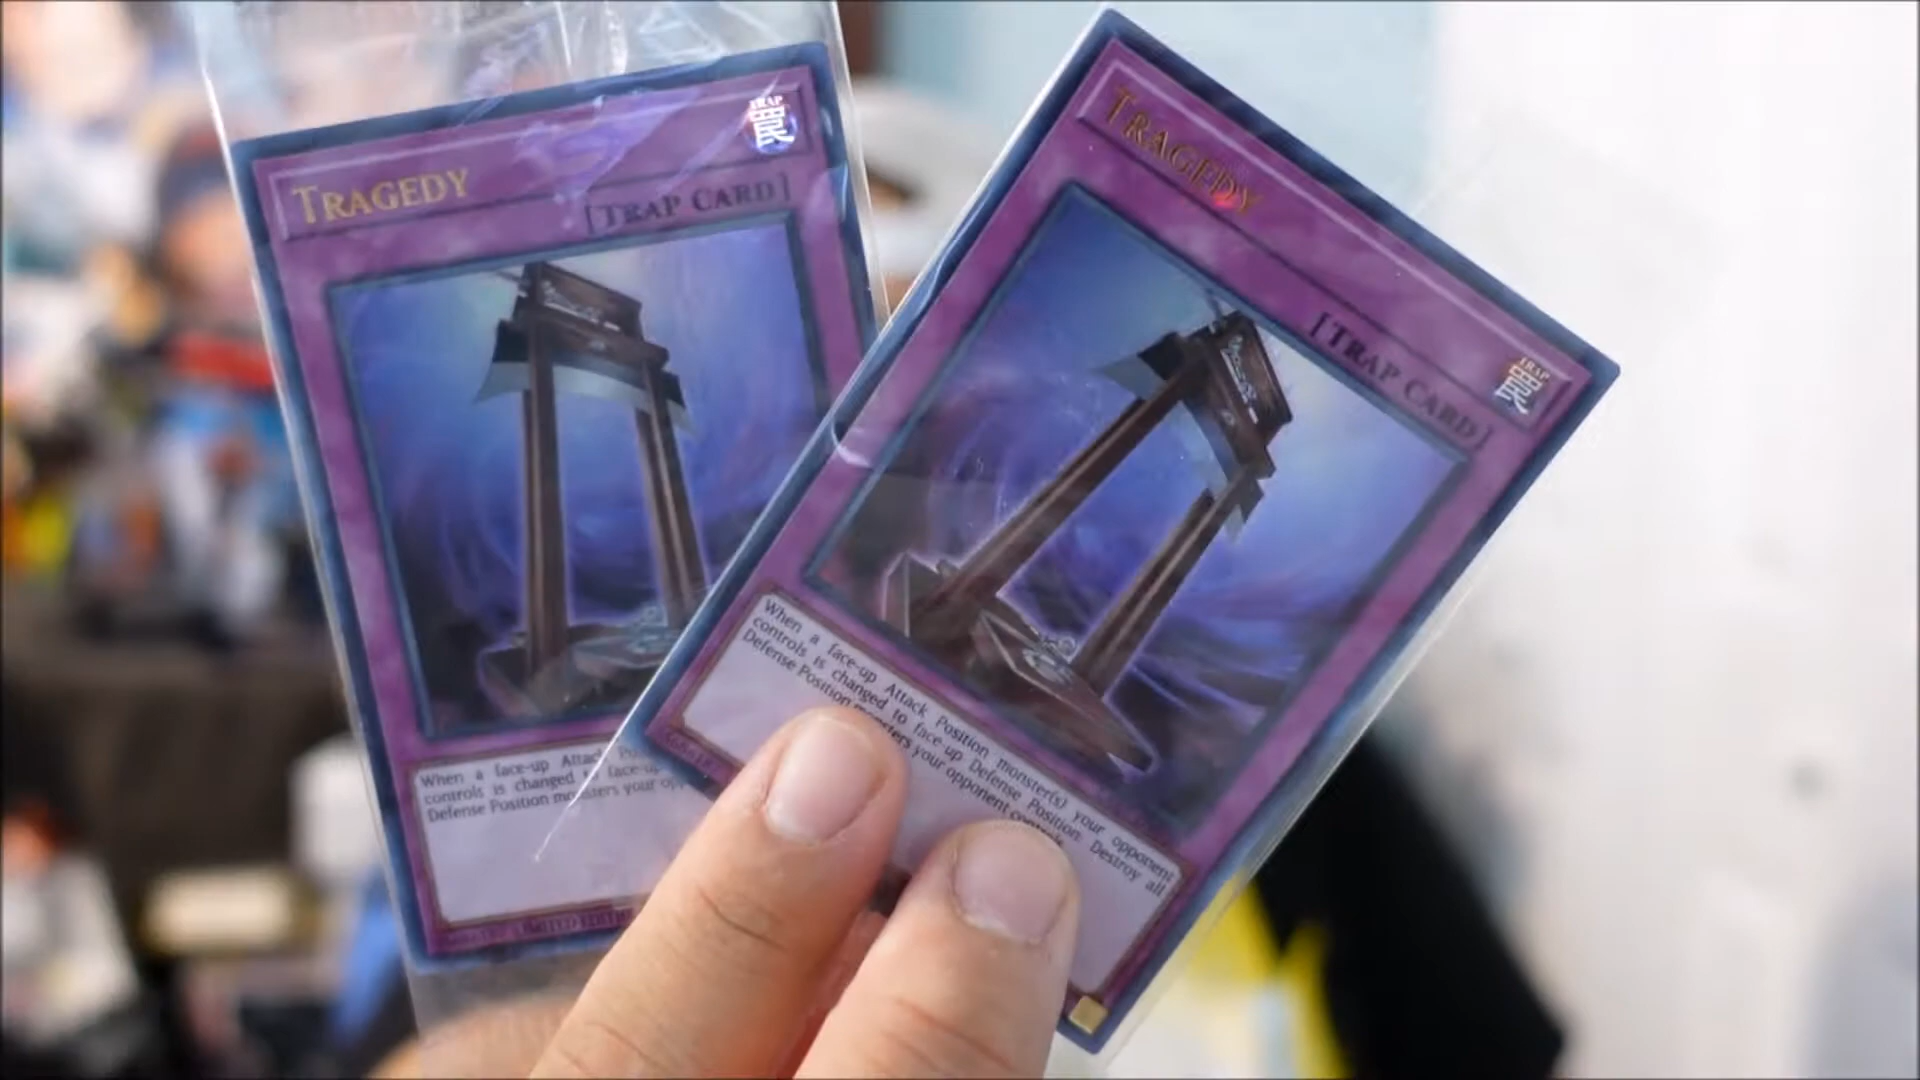 TRAGEDY
TRAP
[TRAP CARD]
When a face-up Attack
controls is changed
Defense Position monsters your
LIMITED EDITION
TRAGEDY
TRAP
罠
[TRAP CARD]
When a face-up Attack Position monster(s) your opponent
controls is changed to face-up Defense Position: Destroy all
Defense Position monsters your opponent controls.